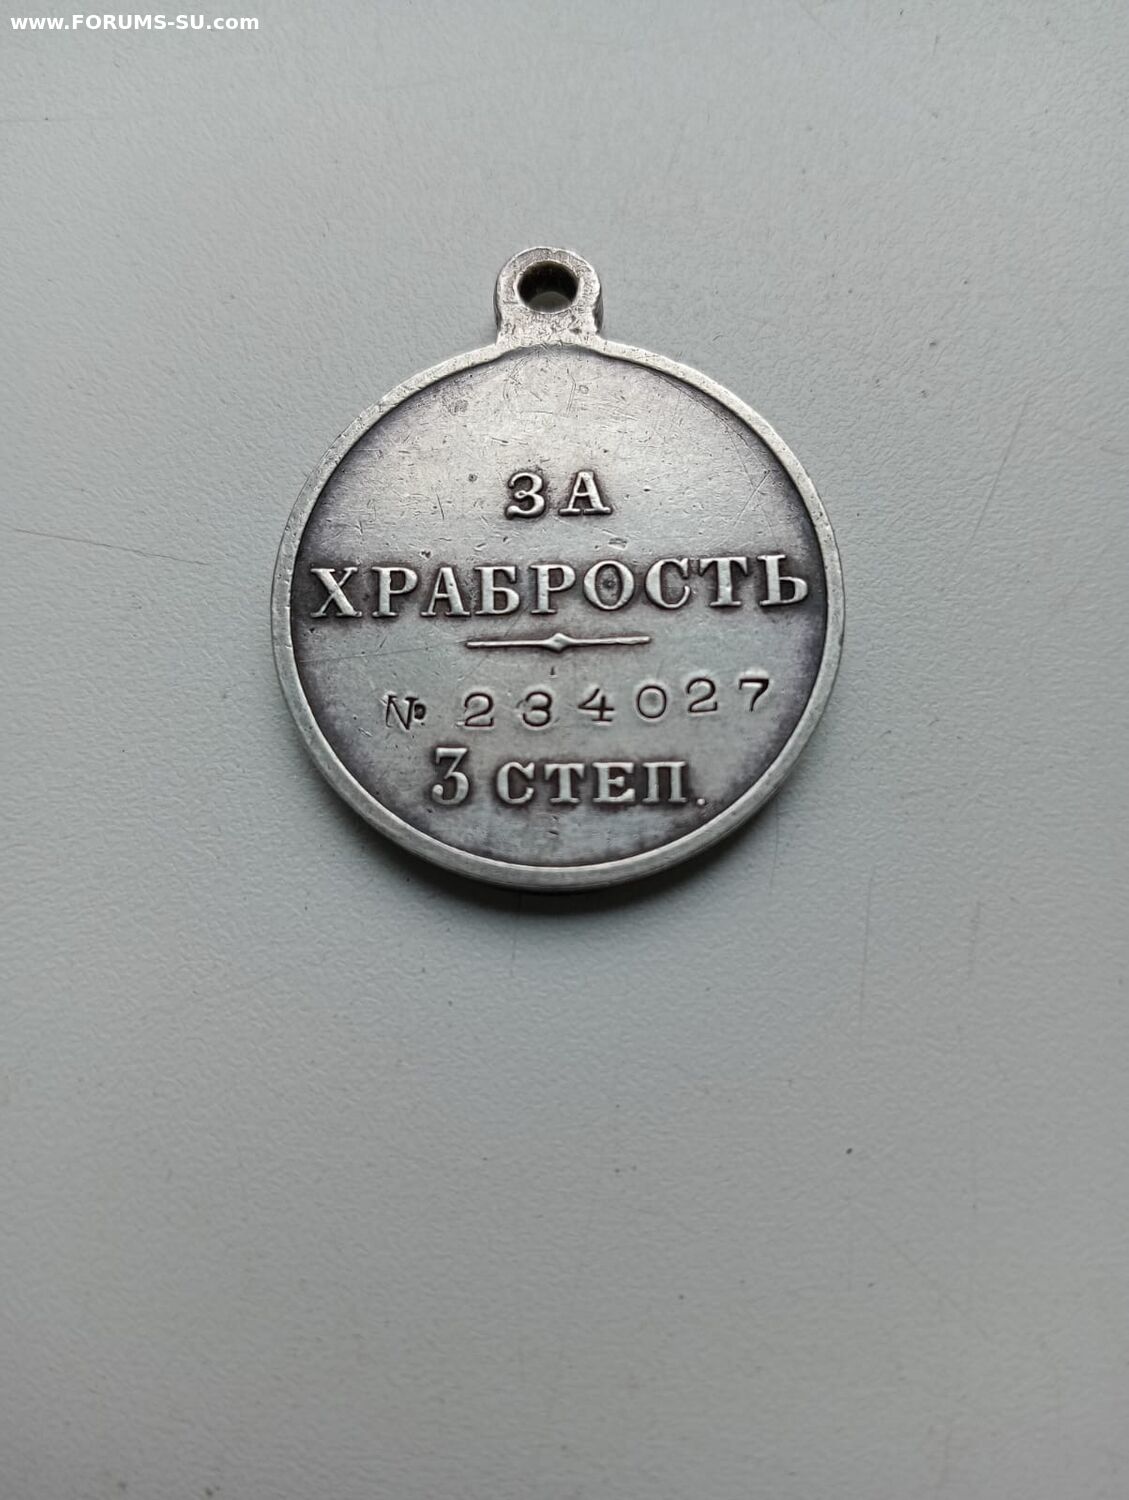 www.FORUMS-SU.com
ЗА
ХРАБРОСТЬ
№ 234027
3 СТЕП.